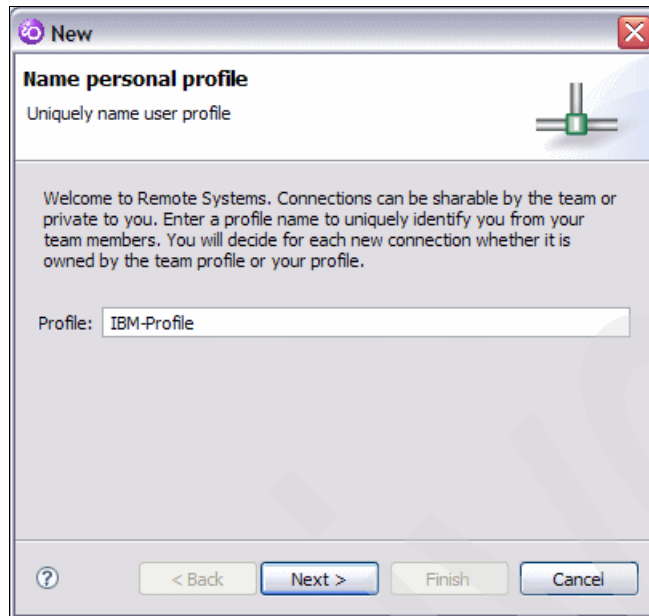 New
Name personal profile
Uniquely name user profile
Welcome to Remote Systems. Connections can be sharable by the team or
private to you. Enter a profile name to uniquely identify you from your
team members. You will decide for each new connection whether it is
owned by the team profile or your profile.
Profile: IBM-Profile
? < Back Next > Finish Cancel